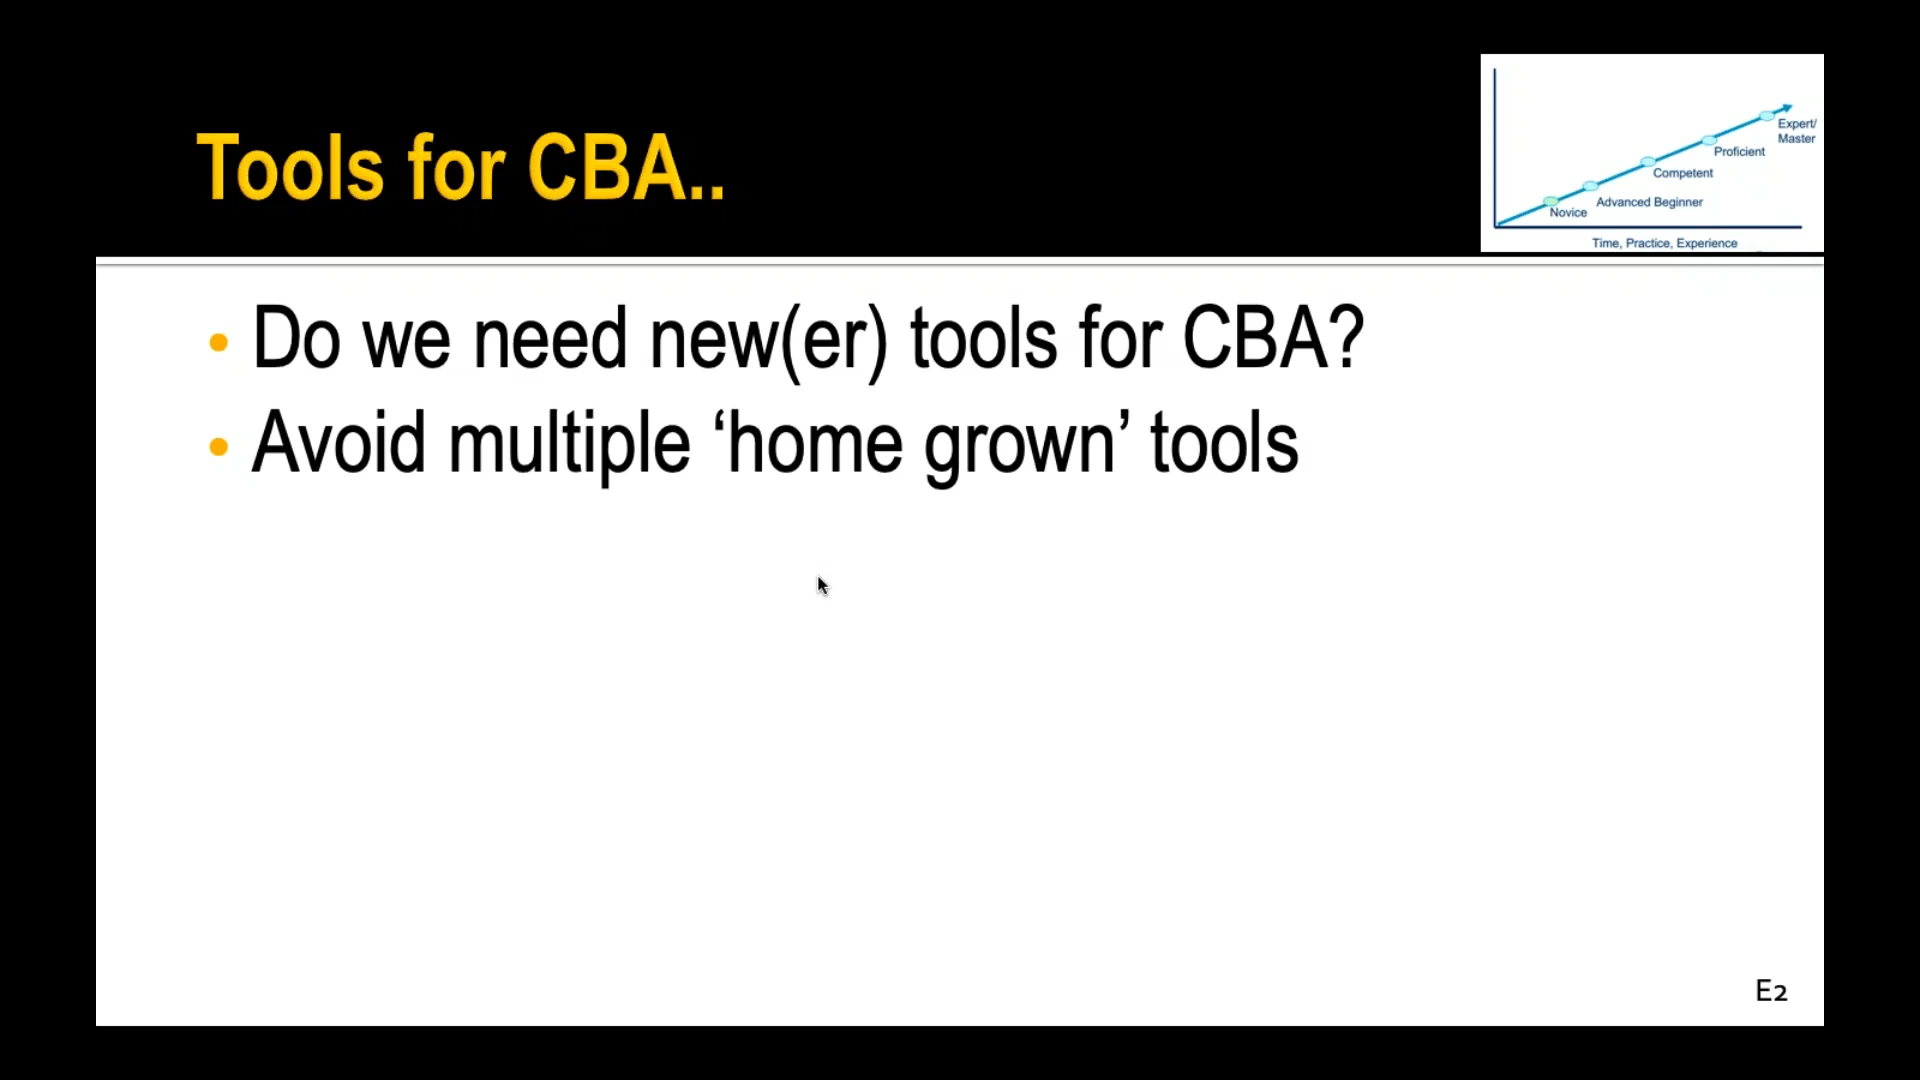 Tools for CBA..
Expert/
Master
Proficient
Competent
Advanced Beginner
Novice
Time, Practice, Experience
• Do we need new(er) tools for CBA?
• Avoid multiple ‘home grown’ tools
E2